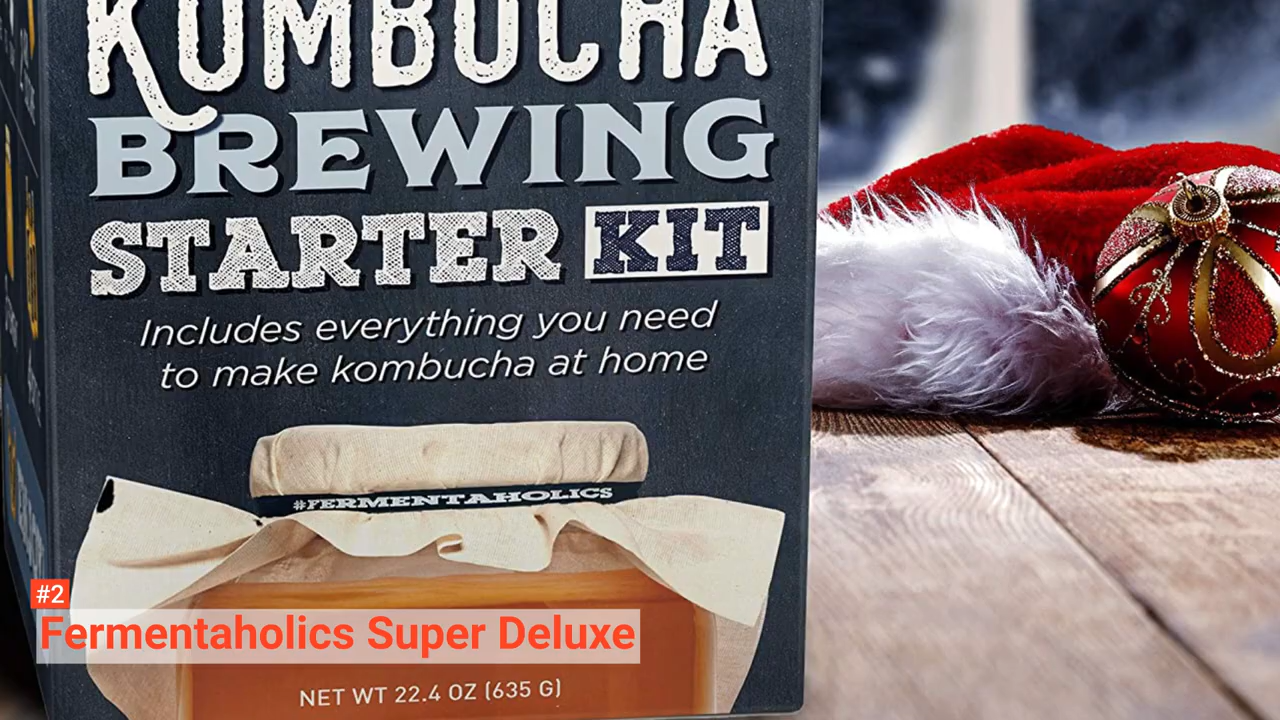 KOMBUCHA
BREWING
STARTER KIT
Includes everything you need
to make kombucha at home
#FERMENTAHOLICS
#2
Fermentaholics Super Deluxe
NET WT 22.4 OZ (635 G)